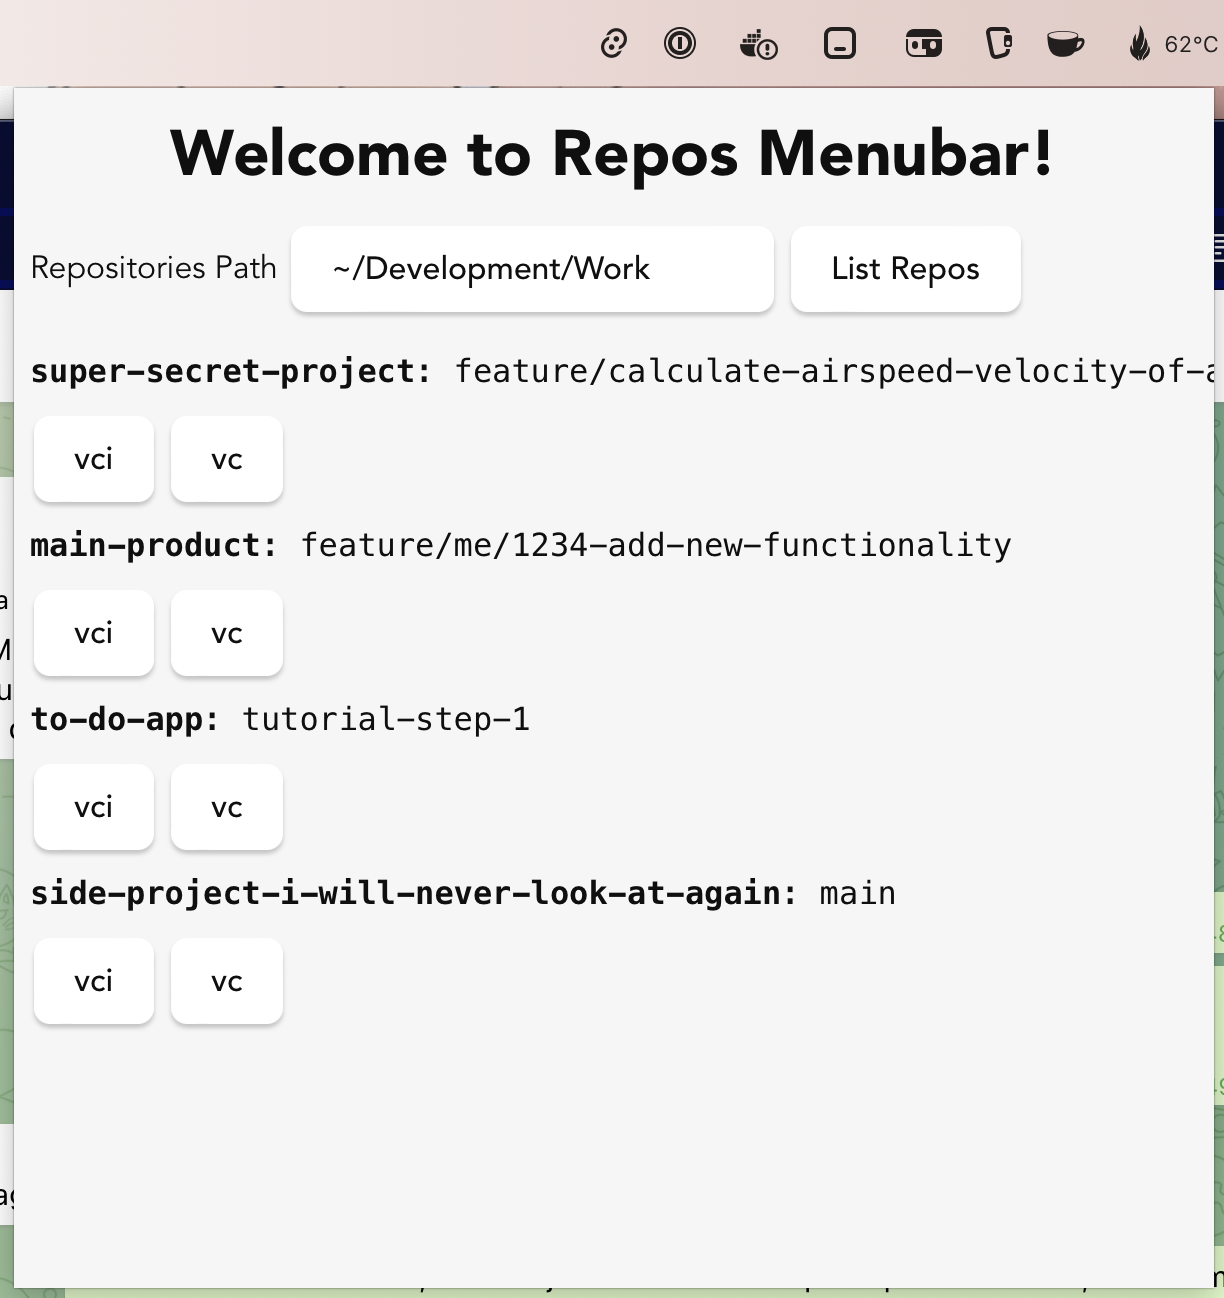 62°C
Welcome to Repos Menubar!
Repositories Path ~/Development/Work List Repos
super-secret-project: feature/calculate-airspeed-velocity-of-a
vci vc
main-product: feature/me/1234-add-new-functionality
vci vc
to-do-app: tutorial-step-1
vci vc
side-project-i-will-never-look-at-again: main
vci vc